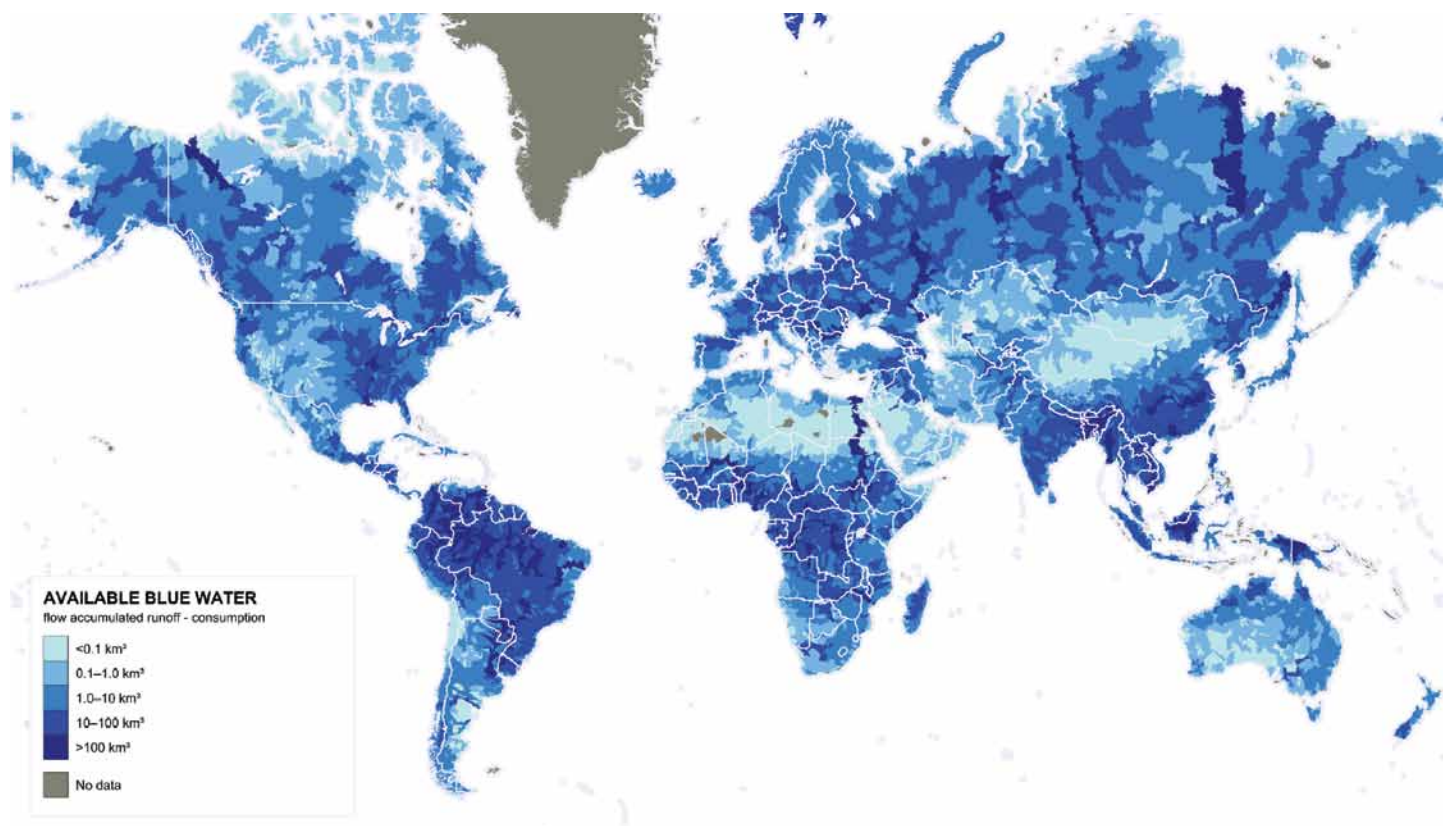 AVAILABLE BLUE WATER
flow accumulated runoff - consumption
<0.1 km³
0.1–1.0 km³
1.0–10 km³
10–100 km³
>100 km³
No data